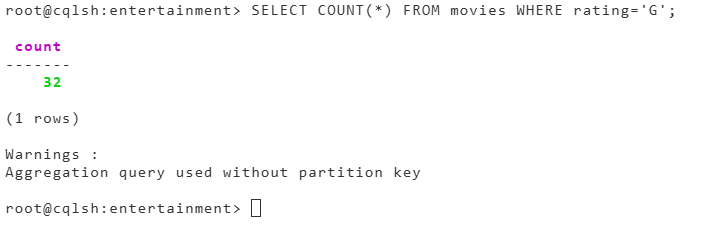 root@cqlsh:entertainment> SELECT COUNT(*) FROM movies WHERE rating='G';
count
-------
32
(1 rows)
Warnings :
Aggregation query used without partition key
root@cqlsh:entertainment>